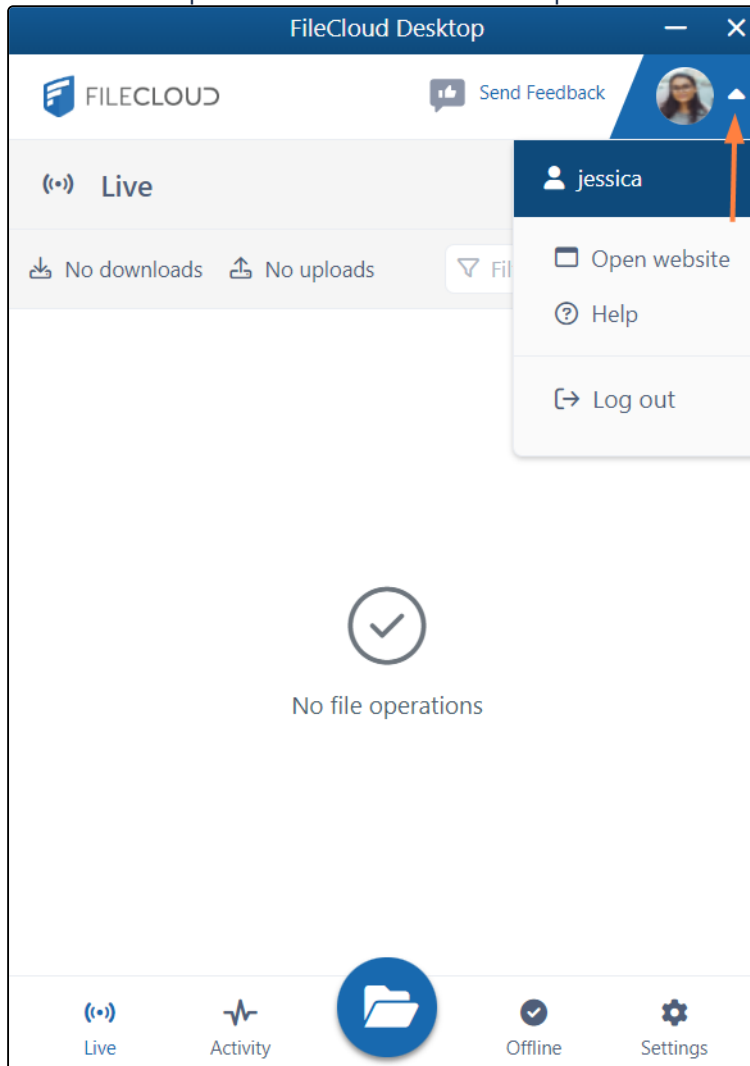 FileCloud Desktop
FILECLOUD
Send Feedback
Live
jessica
No downloads No uploads Fil
Open website
Help
Log out
No file operations
Live Activity Offline Settings